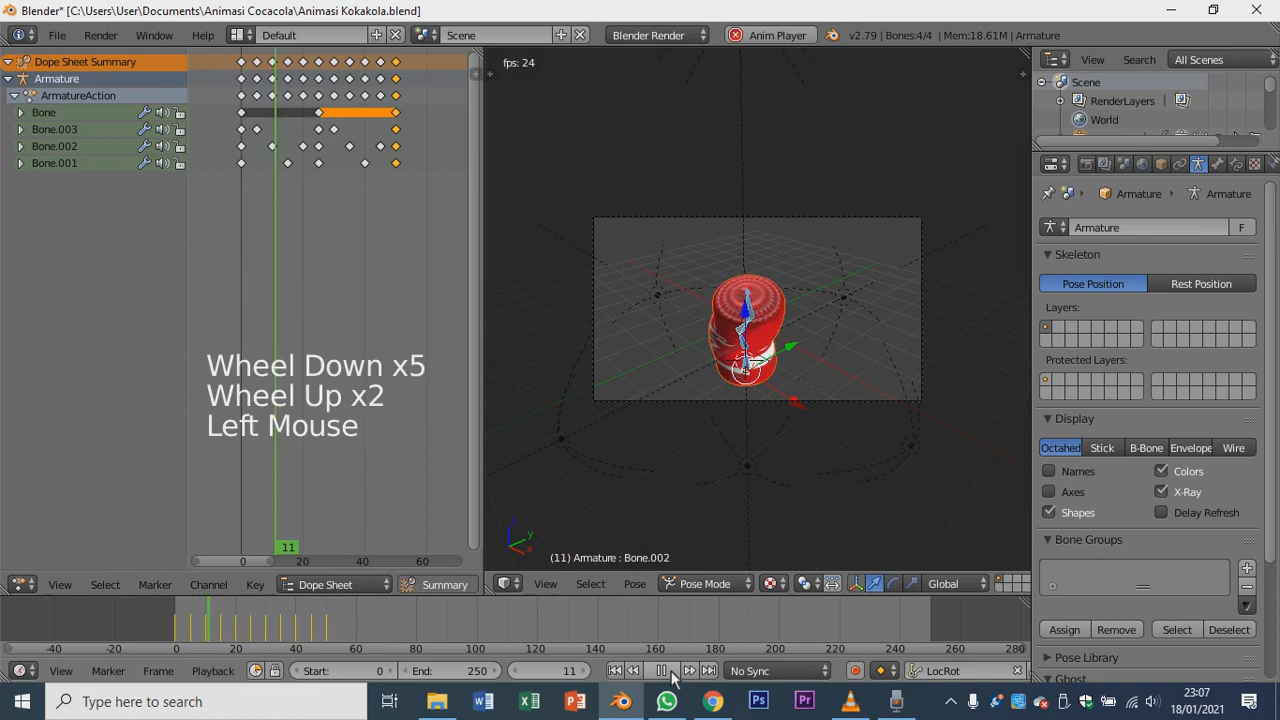 Blender* [C:\Users\User\Documents\Animasi Cocacola\Animasi Kokakola.blend]
File Render Window Help Default Scene Blender Render Anim Player v2.79 | Bones:4/4 | Mem:18.61M | Armature
Dope Sheet Summary
Armature
ArmatureAction
Bone
Bone.003
Bone.002
Bone.001
Wheel Down x5
Wheel Up x2
Left Mouse
11
0 20 40 60
View Select Marker Channel Key Dope Sheet Summary
fps: 24
z
y
x
(11) Armature : Bone.002
View Select Pose Pose Mode Global
View Search All Scenes
Scene
RenderLayers
World
Armature Armature
Armature F
Skeleton
Pose Position Rest Position
Layers:
Protected Layers:
Display
Octahed Stick B-Bone Envelope Wire
Names Colors
Axes X-Ray
Shapes Delay Refresh
Bone Groups
Assign Remove Select Deselect
Pose Library
Ghost
-40 -20 0 20 40 60 80 100 120 140 160 180 200 220 240 260 280
View Marker Frame Playback Start: 0 End: 250 11 No Sync LocRot
Type here to search
23:07
18/01/2021